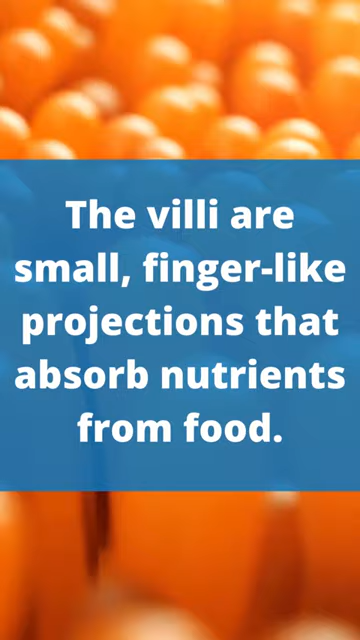 The villi are
small, finger-like
projections that
absorb nutrients
from food.